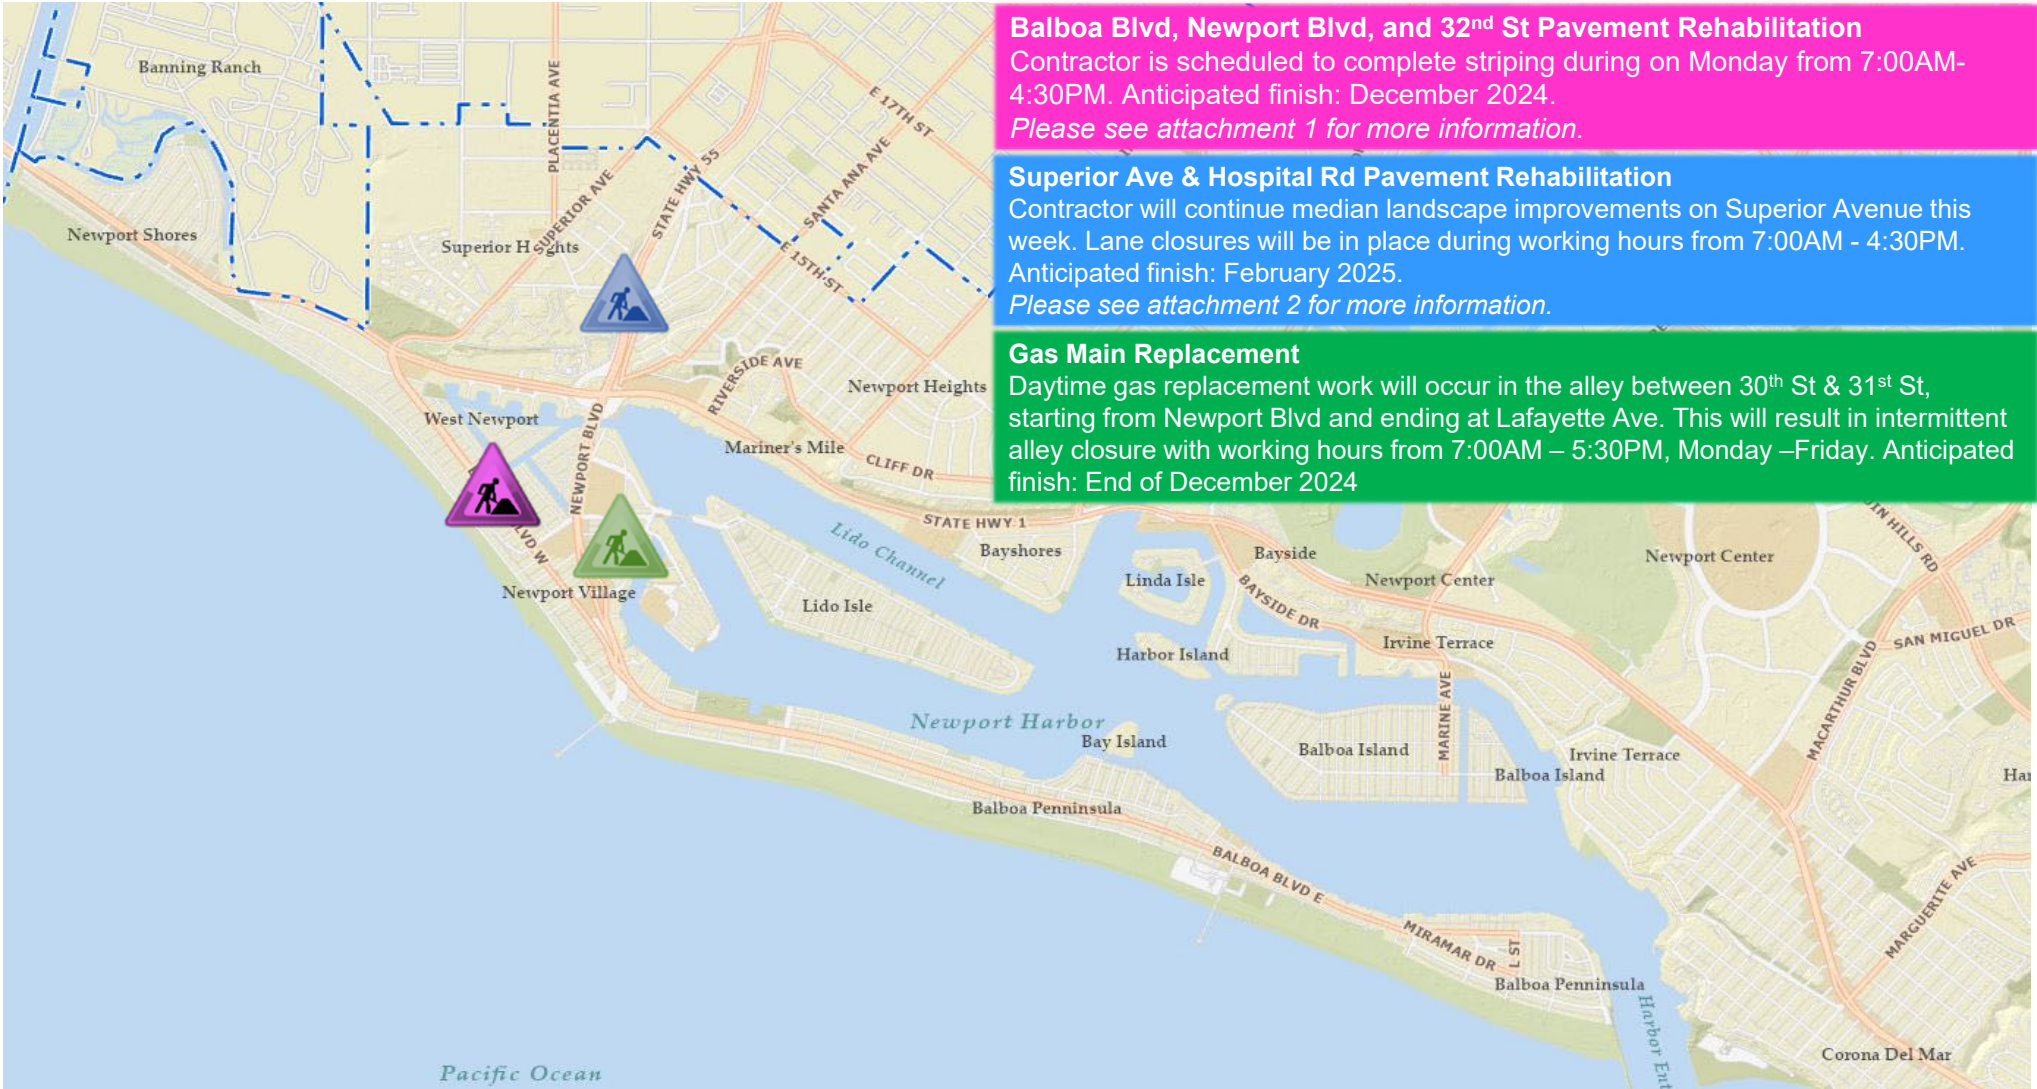 Balboa Blvd, Newport Blvd, and 32nd St Pavement Rehabilitation
Contractor is scheduled to complete striping during on Monday from 7:00AM-
4:30PM. Anticipated finish: December 2024.
Please see attachment 1 for more information.
Superior Ave & Hospital Rd Pavement Rehabilitation
Contractor will continue median landscape improvements on Superior Avenue this
week. Lane closures will be in place during working hours from 7:00AM - 4:30PM.
Anticipated finish: February 2025.
Please see attachment 2 for more information.
Gas Main Replacement
Daytime gas replacement work will occur in the alley between 30th St & 31st St,
starting from Newport Blvd and ending at Lafayette Ave. This will result in intermittent
alley closure with working hours from 7:00AM – 5:30PM, Monday –Friday. Anticipated
finish: End of December 2024
Banning Ranch
PLACENTIA AVE
E 17TH ST
SANTA ANA AVE
STATE HWY 55
SUPERIOR AVE
Newport Shores
Superior H ghts
E 15TH ST
RIVERSIDE AVE
Newport Heights
West Newport
NEWPORT BLVD
Mariner's Mile
CLIFF DR
STATE HWY 1
LVD W
Lido Channel
Bayshores
Bayside
Newport Center
Newport Center
IN HILLS RD
Linda Isle
BAYSIDE DR
Newport Village
Lido Isle
Harbor Island
Irvine Terrace
SAN MIGUEL DR
MACARTHUR BLVD
MARINE AVE
Newport Harbor
Bay Island
Balboa Island
Irvine Terrace
Balboa Island
Har
Balboa Penninsula
BALBOA BLVD E
MIRAMAR DR
L ST
MARGUERITE AVE
Balboa Penninsula
Harbor Ent
Corona Del Mar
Pacific Ocean